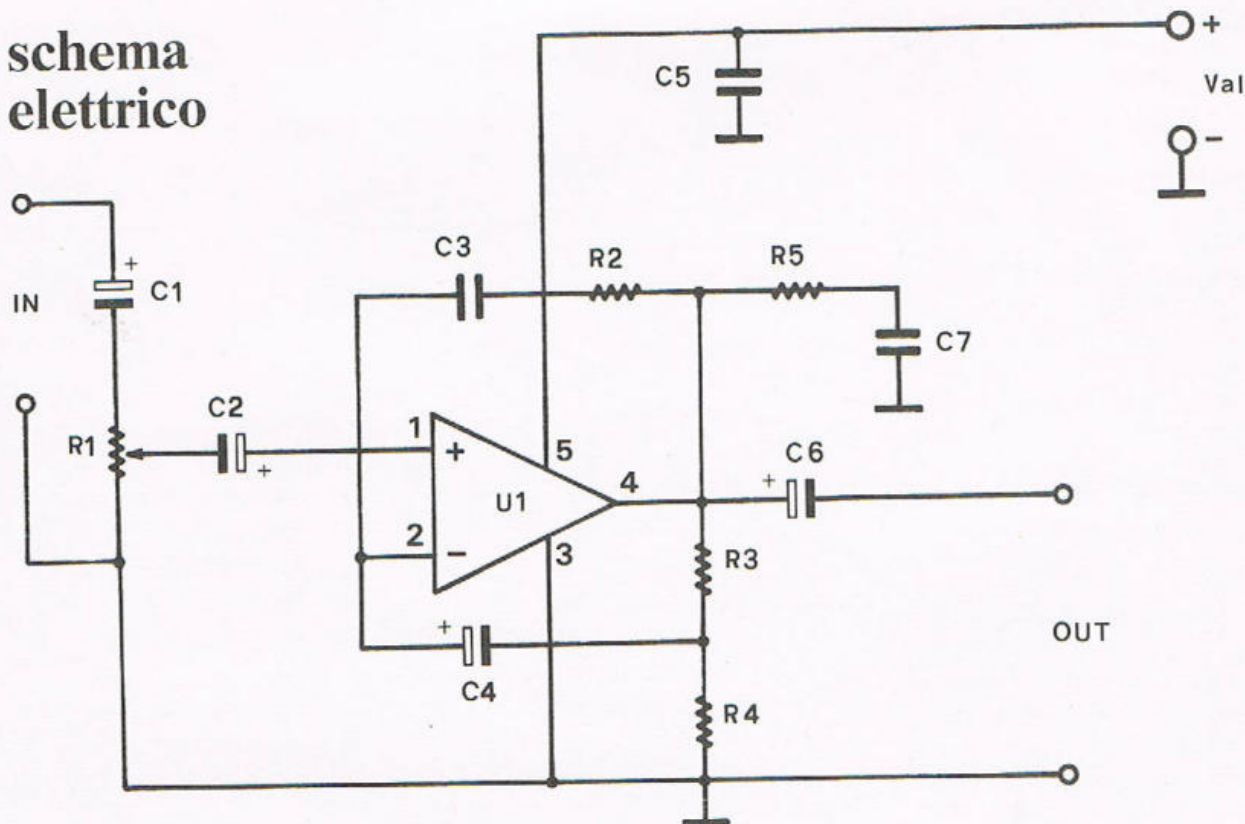 schema
elettrico
+
C5
Val
-
C3
R2
R5
+
C1
IN
C7
C2
R1
+
1
+
5
C6
4
+
U1
2
-
3
R3
+
OUT
C4
R4